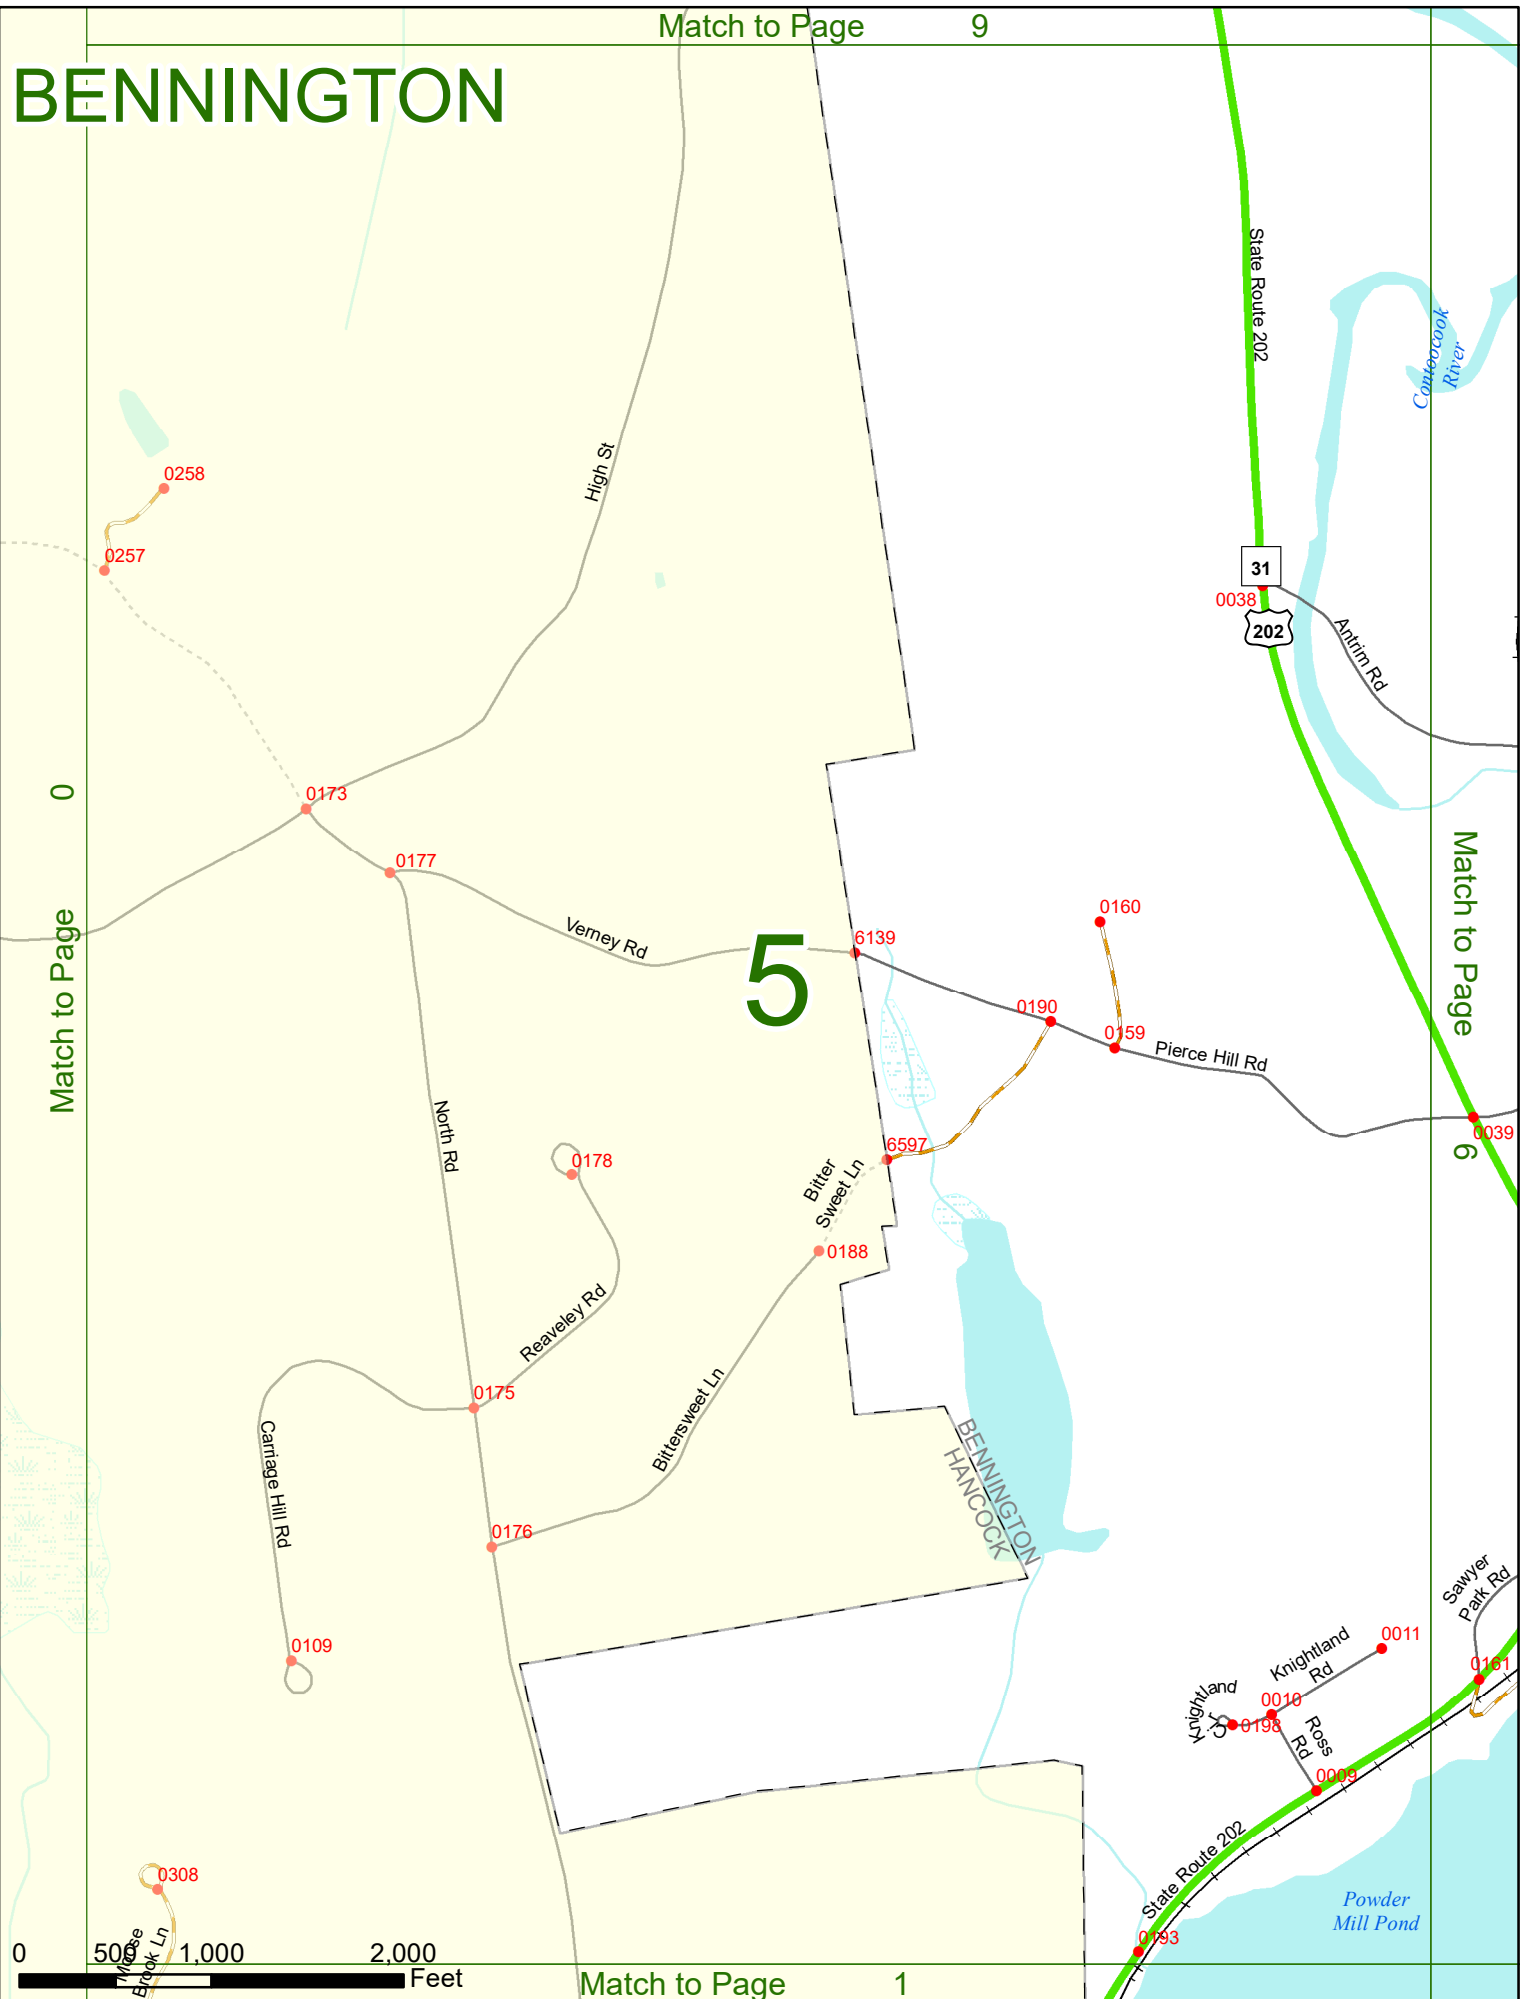 Match to Page 9
BENNINGTON
State Route 202
Contoocook
River
High St
0258
0257
31
0038
202
Antrim Rd
0
Match to Page
0173
0177
Verney Rd
5
6139
0160
0190
0159
Pierce Hill Rd
Match to Page
6
0039
North Rd
0178
6597
Bitter
Sweet Ln
0188
Reaveley Rd
0175
Bittersweet Ln
Carriage Hill Rd
BENNINGTON
HANCOCK
0176
0109
Sawyer
Park Rd
0011
Knightland
Rd
0161
Knightland
0010
0198
Ross
Rd
0009
State Route 202
0308
Moose
Brook Ln
Powder
Mill Pond
0193
0 500 1,000 2,000
Feet
Match to Page 1